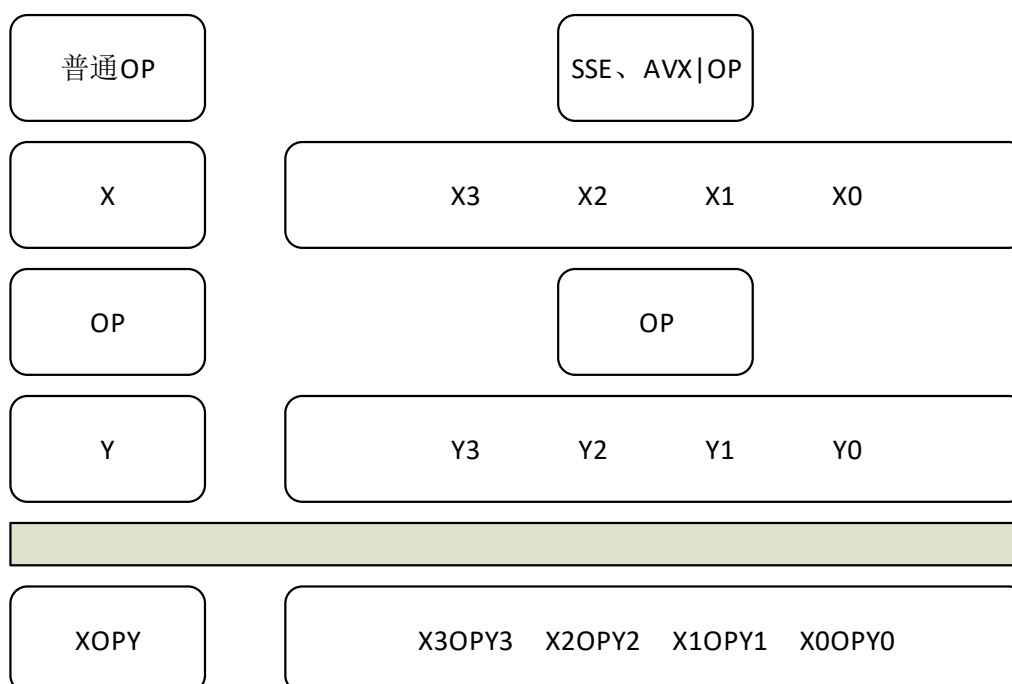 普通OP SSE、AVX|OP
X X3 X2 X1 X0
OP OP
Y Y3 Y2 Y1 Y0
XOPY X3OPY3 X2OPY2 X1OPY1 X0OPY0